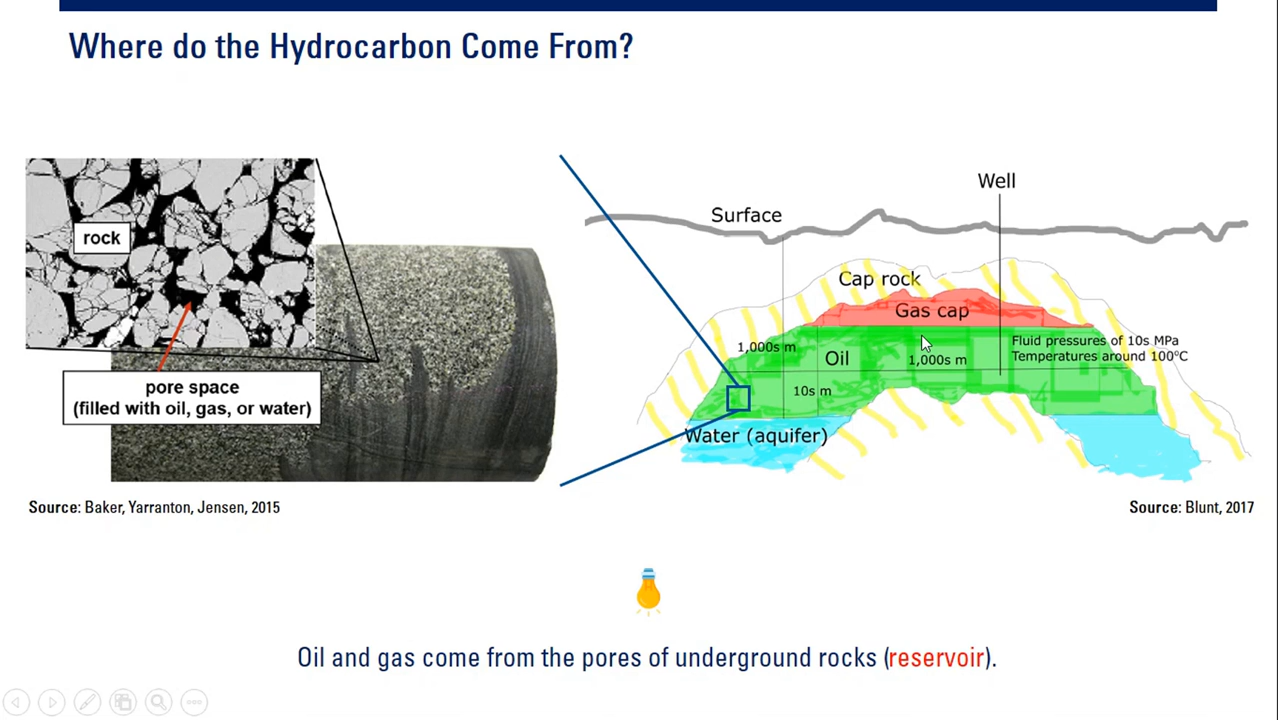 Where do the Hydrocarbon Come From?
rock
pore space
(filled with oil, gas, or water)
Source: Baker, Yarranton, Jensen, 2015
Well
Surface
Cap rock
Gas cap
Fluid pressures of 10s MPa
Temperatures around 100⁰C
1,000s m
Oil
1,000s m
10s m
Water (aquifer)
Source: Blunt, 2017
Oil and gas come from the pores of underground rocks (reservoir).